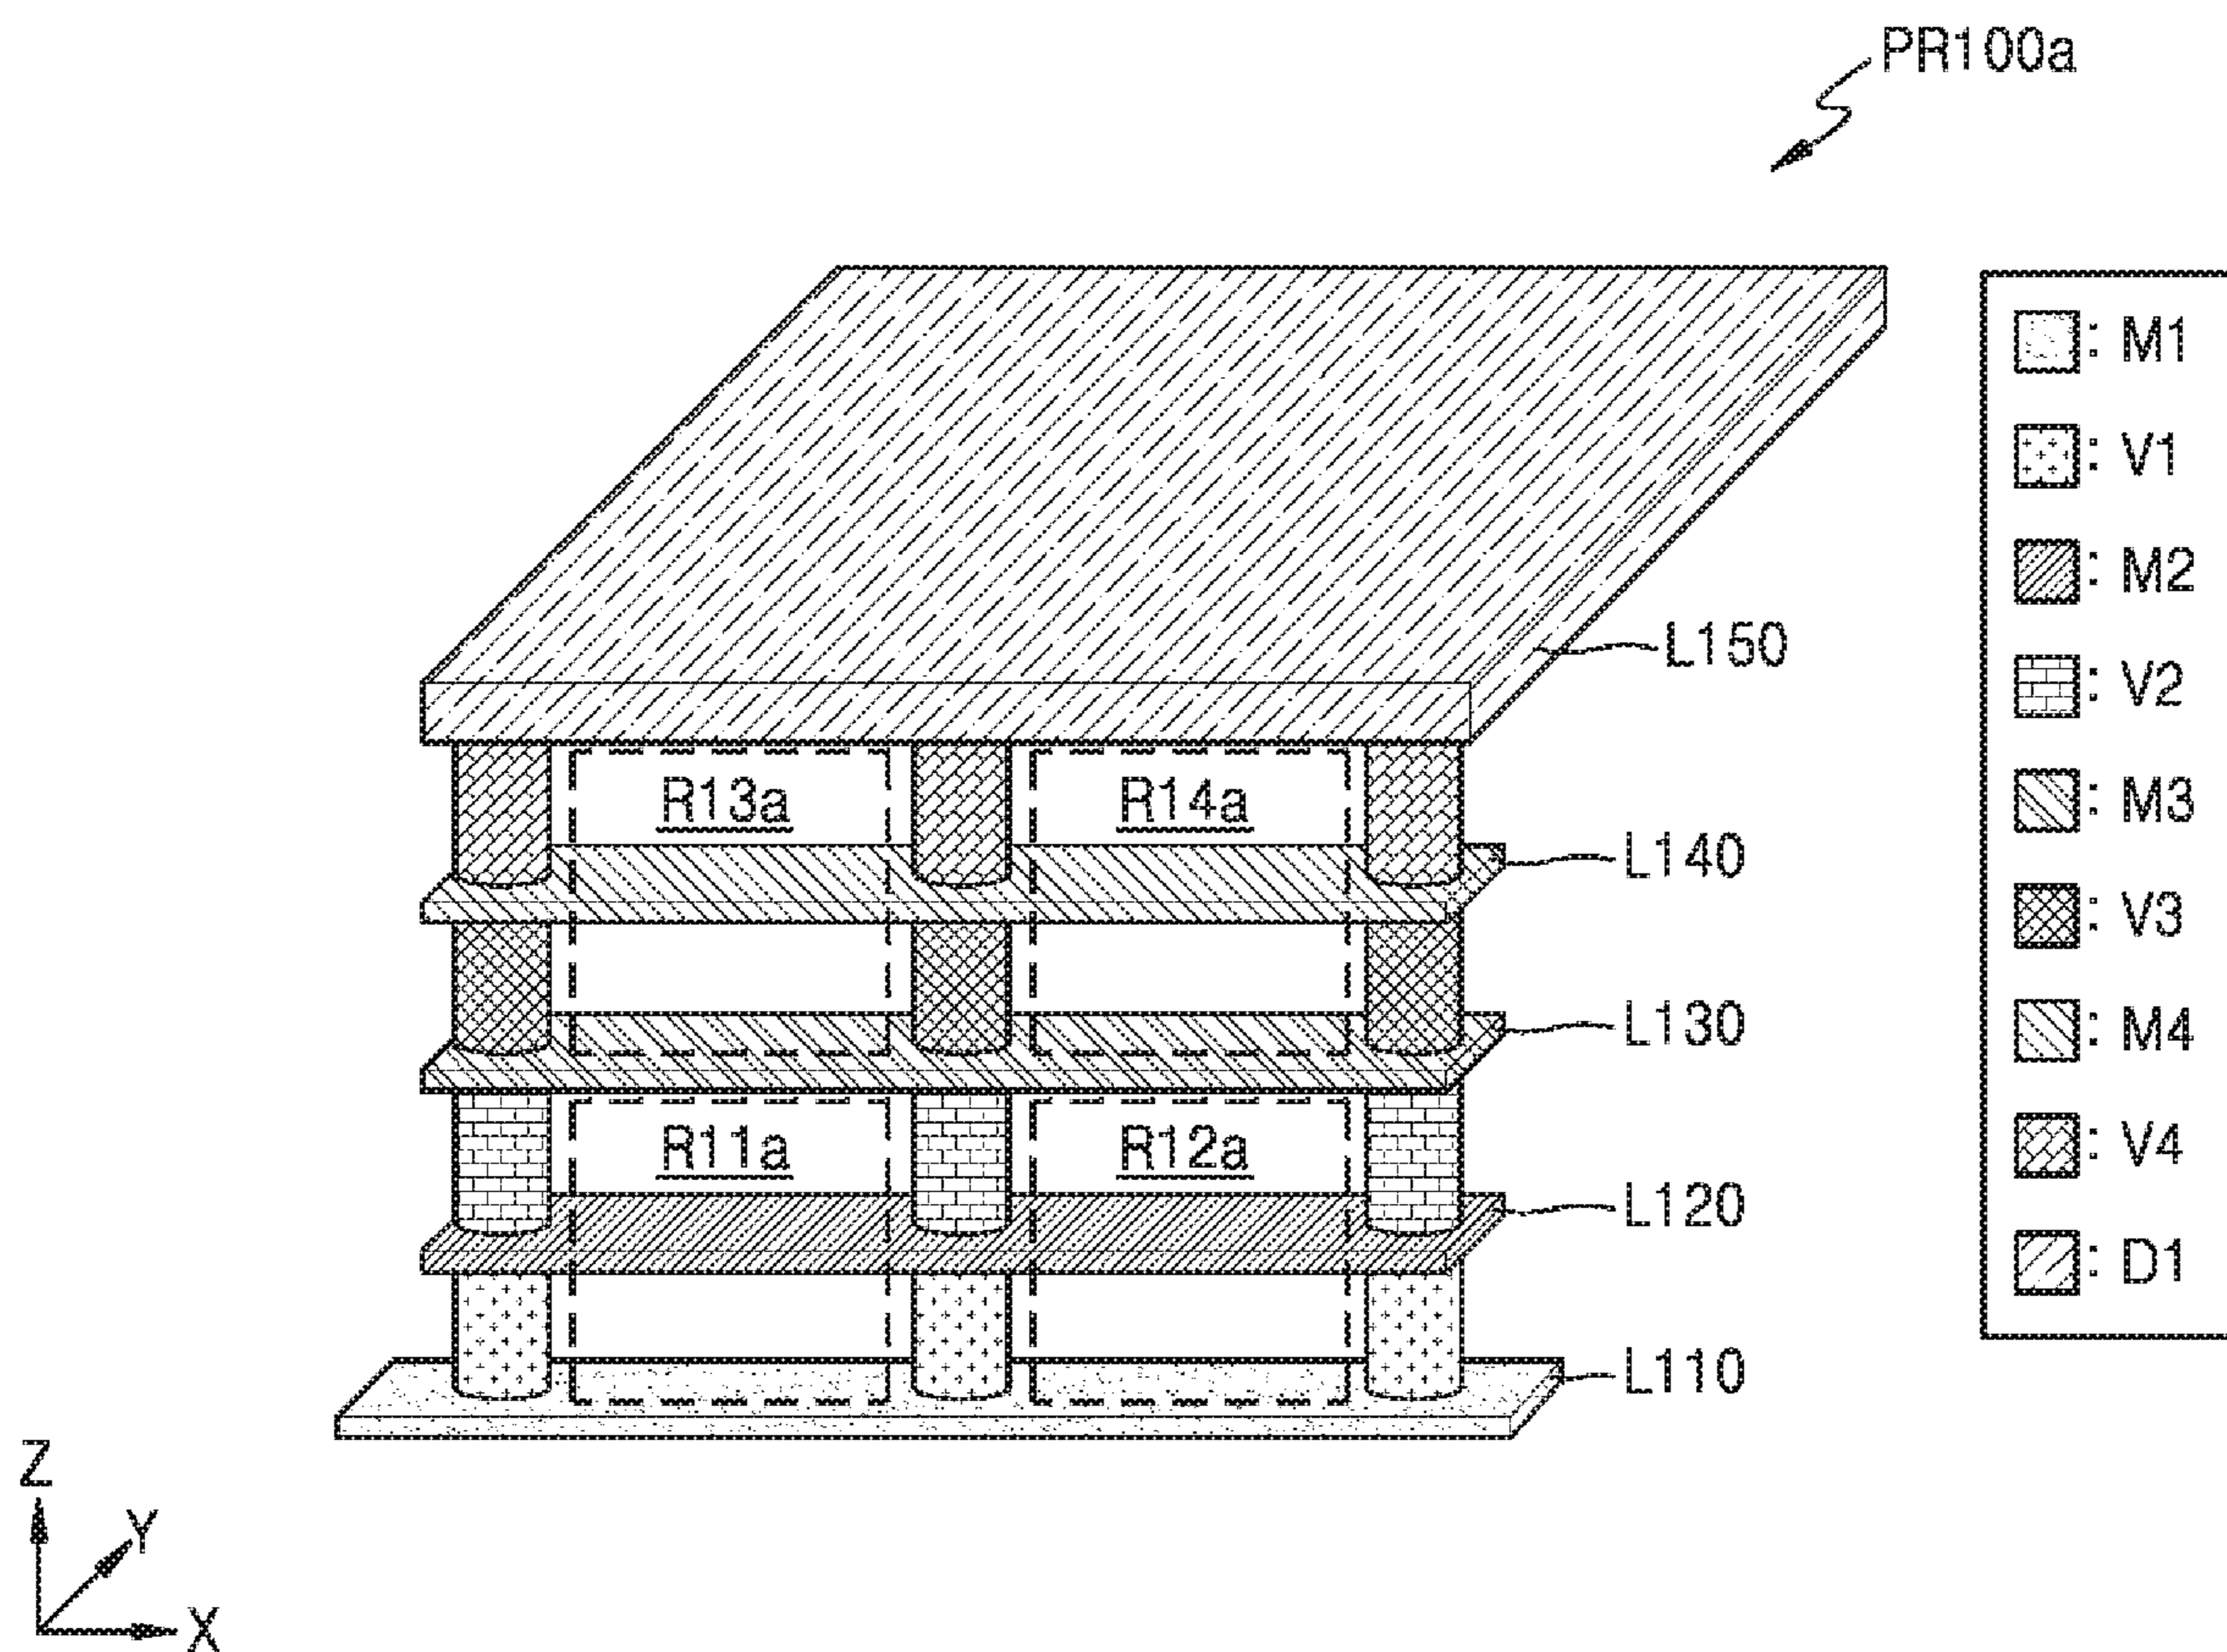 PR100a
L150
R13a R14a
L140
L130
R11a R12a
L120
L110
: M1
: V1
: M2
: V2
: M3
: V3
: M4
: V4
: D1
Z
Y
X